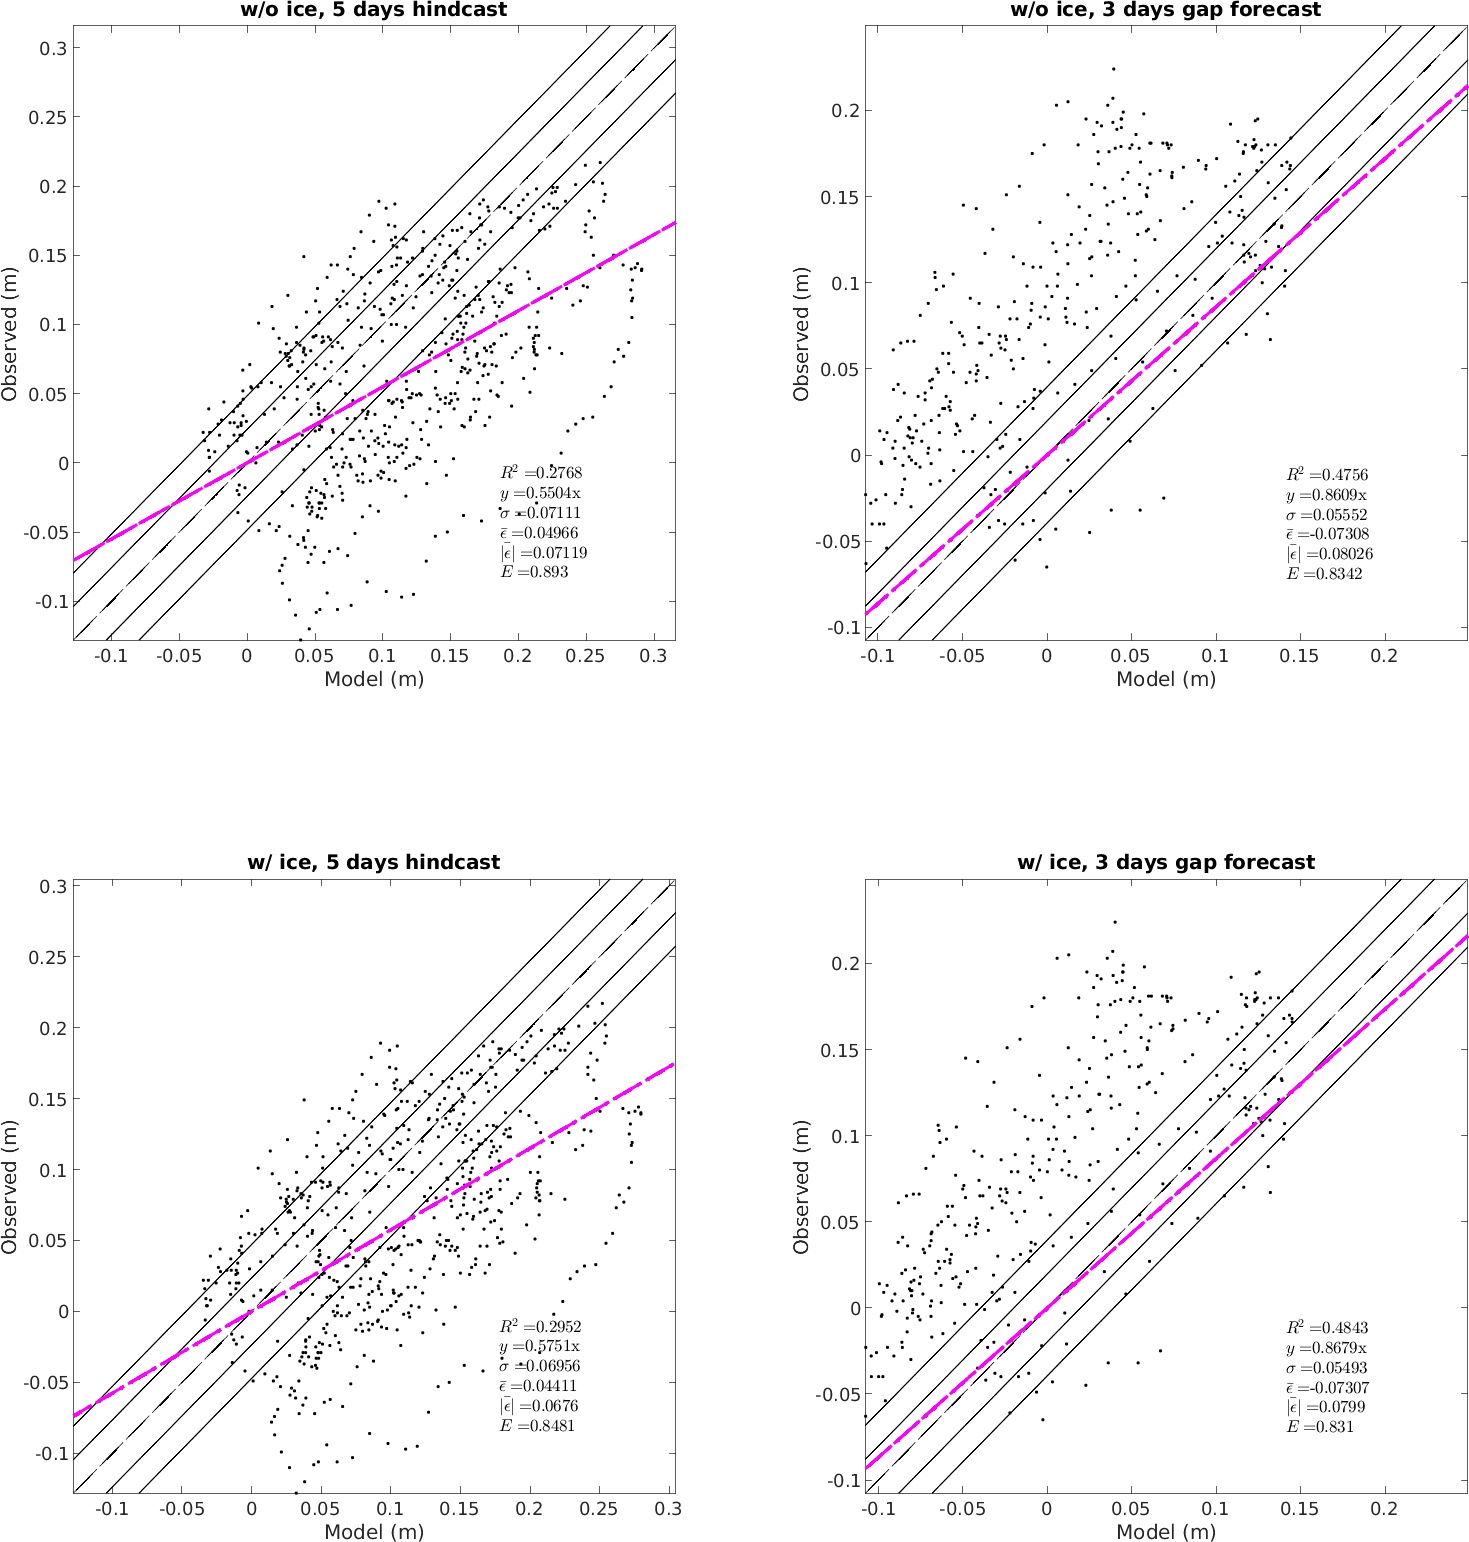 w/o ice, 5 days hindcast
0.3
0.25
0.2
0.15
0.1
0.05
0
-0.05
-0.1
Observed (m)
R² =0.2768
y =0.5504x
σ =0.07111
ε̄ =0.04966
|ε̄| =0.07119
E =0.893
-0.1 -0.05 0 0.05 0.1 0.15 0.2 0.25 0.3
Model (m)
w/o ice, 3 days gap forecast
0.2
0.15
0.1
0.05
0
-0.05
-0.1
Observed (m)
R² =0.4756
y =0.8609x
σ =0.05552
ε̄ =-0.07308
|ε̄| =0.08026
E =0.8342
-0.1 -0.05 0 0.05 0.1 0.15 0.2
Model (m)
w/ ice, 5 days hindcast
0.3
0.25
0.2
0.15
0.1
0.05
0
-0.05
-0.1
Observed (m)
R² =0.2952
y =0.5751x
σ =0.06956
ε̄ =0.04411
|ε̄| =0.0676
E =0.8481
-0.1 -0.05 0 0.05 0.1 0.15 0.2 0.25 0.3
Model (m)
w/ ice, 3 days gap forecast
0.2
0.15
0.1
0.05
0
-0.05
-0.1
Observed (m)
R² =0.4843
y =0.8679x
σ =0.05493
ε̄ =-0.07307
|ε̄| =0.0799
E =0.831
-0.1 -0.05 0 0.05 0.1 0.15 0.2
Model (m)